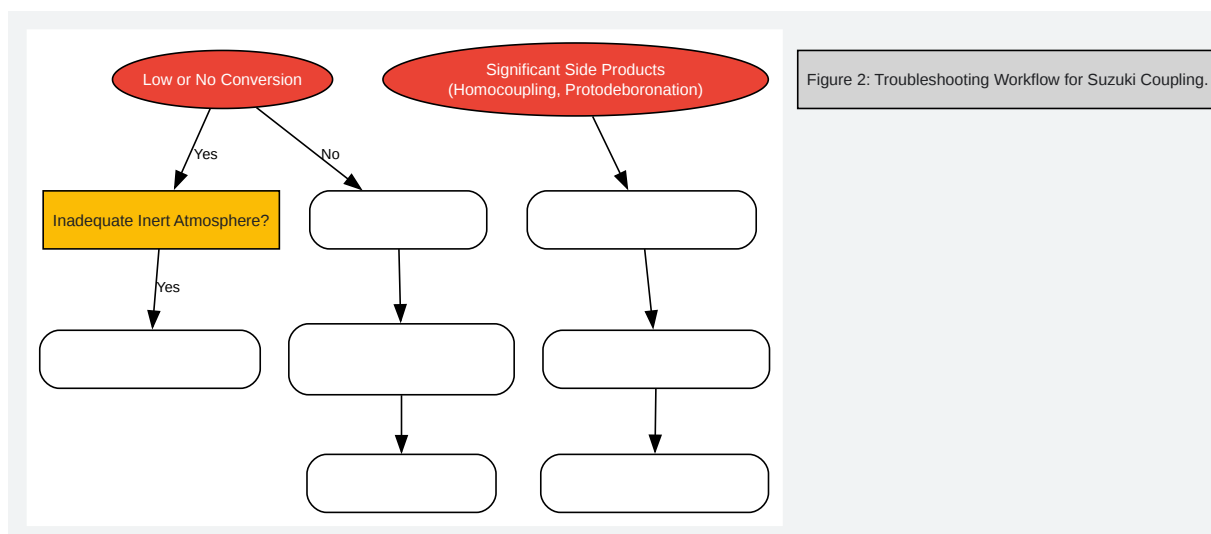 Low or No Conversion
Significant Side Products
(Homocoupling, Protodeboronation)
Figure 2: Troubleshooting Workflow for Suzuki Coupling.
Yes
No
Inadequate Inert Atmosphere?
Yes